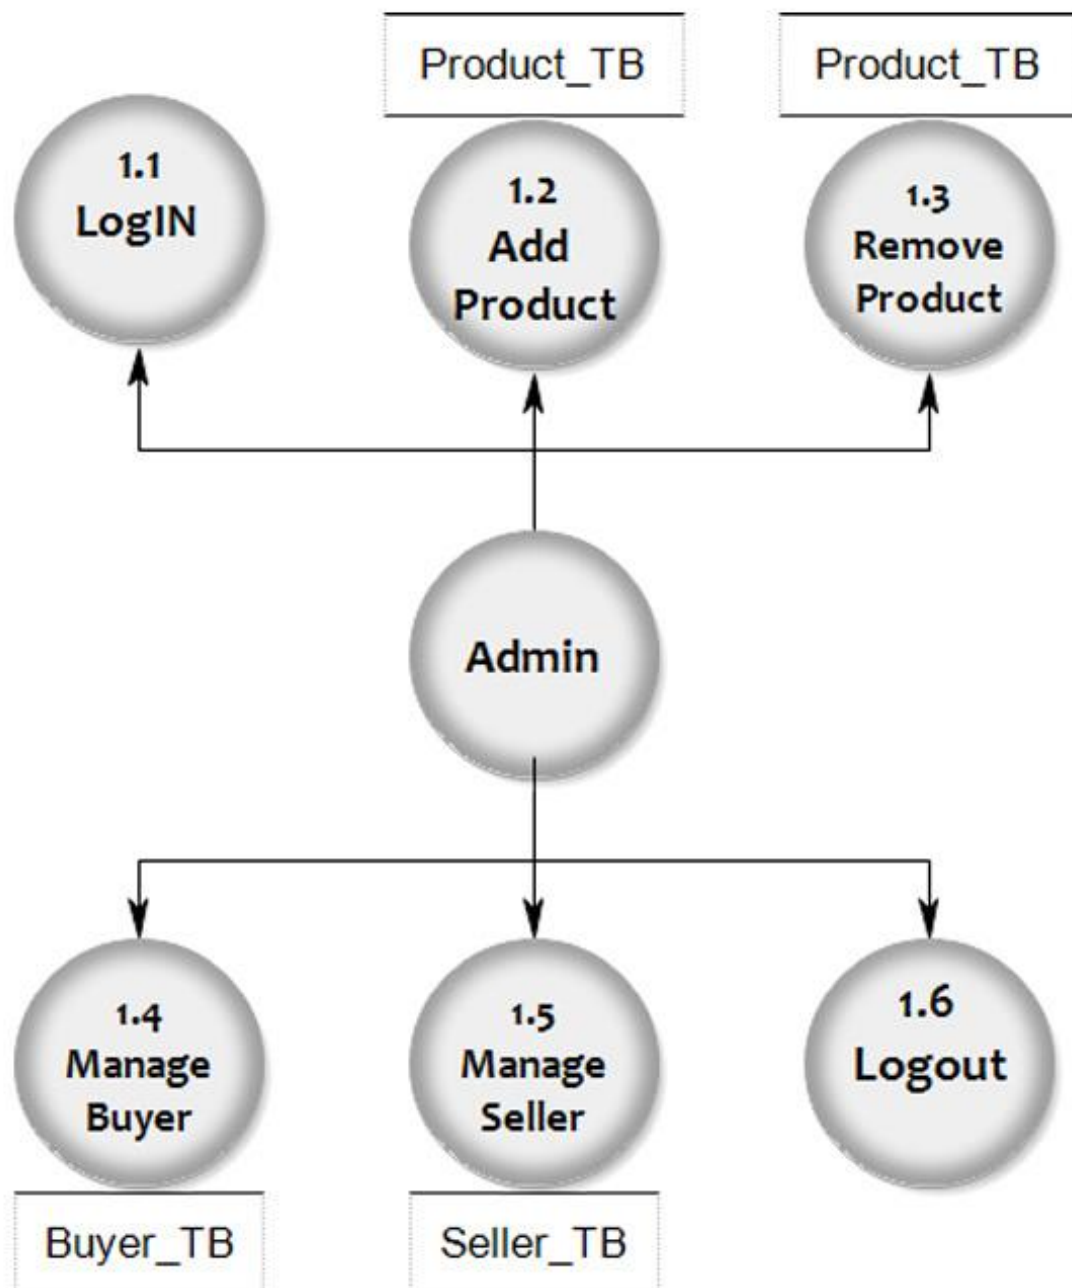 Product_TB
Product_TB
1.1
LogIN
1.2
Add
Product
1.3
Remove
Product
Admin
1.4
Manage
Buyer
1.5
Manage
Seller
1.6
Logout
Buyer_TB
Seller_TB